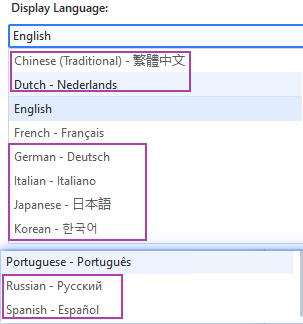 Display Language:
English
Chinese (Traditional) - 繁體中文
Dutch - Nederlands
English
French - Français
German - Deutsch
Italian - Italiano
Japanese - 日本語
Korean - 한국어
Portuguese - Português
Russian - Русский
Spanish - Español